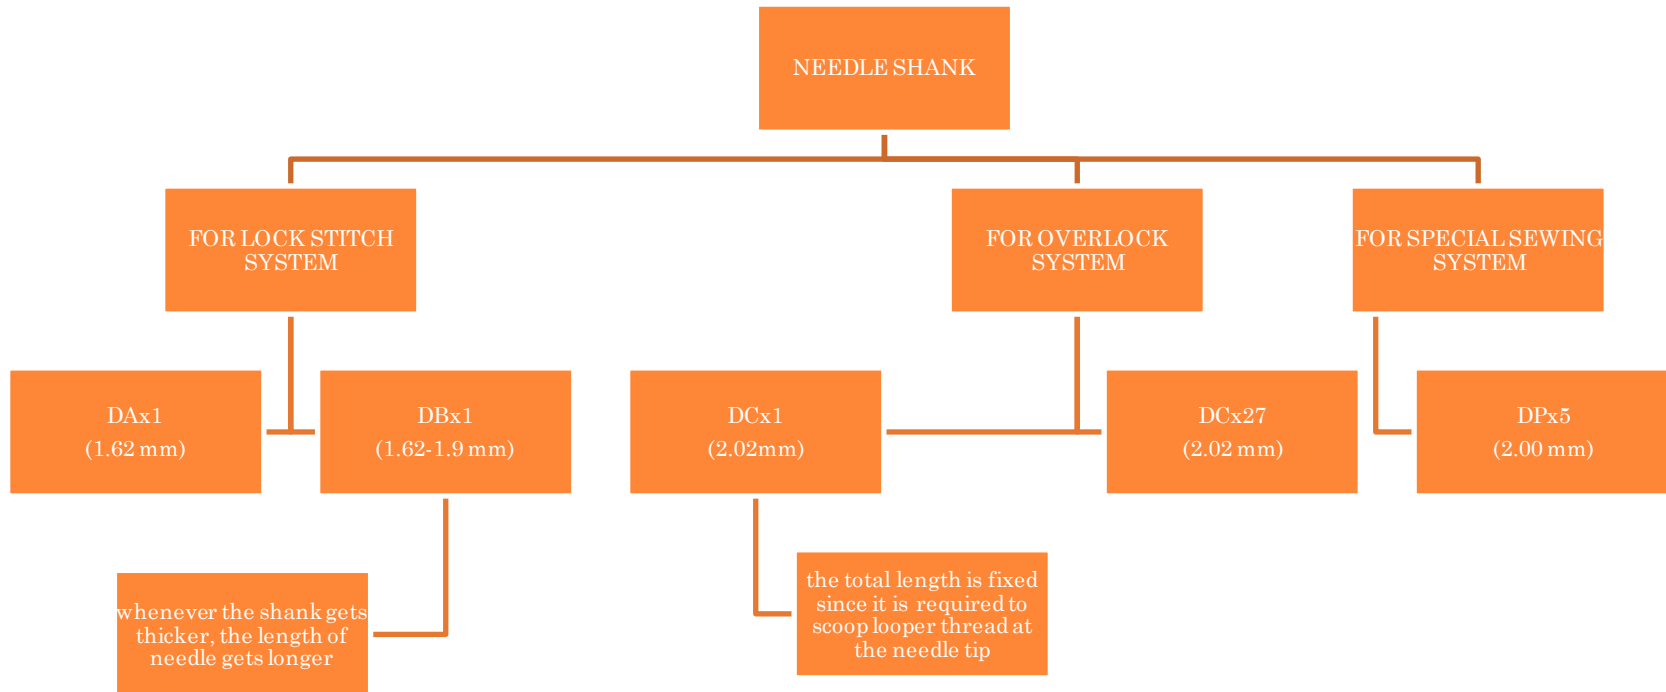 NEEDLE SHANK
FOR LOCK STITCH
SYSTEM
FOR OVERLOCK
SYSTEM
FOR SPECIAL SEWING
SYSTEM
DAx1
(1.62 mm)
DBx1
(1.62-1.9 mm)
DCx1
(2.02mm)
DCx27
(2.02 mm)
DPx5
(2.00 mm)
whenever the shank gets
thicker, the length of
needle gets longer
the total length is fixed
since it is required to
scoop looper thread at
the needle tip